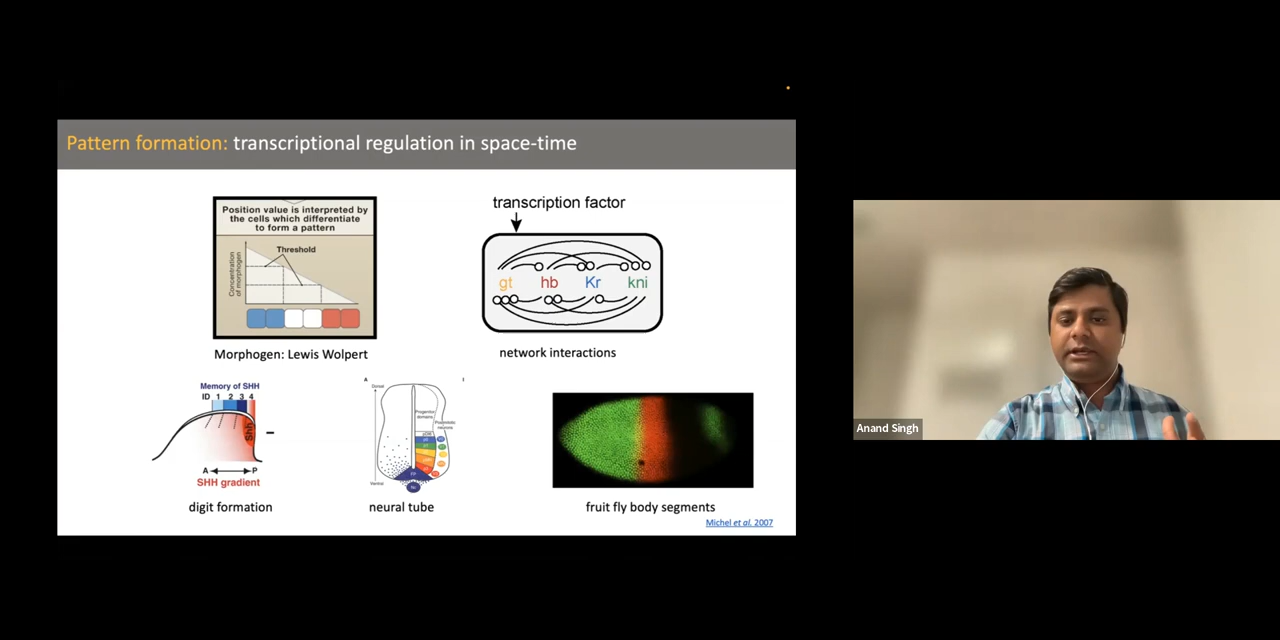 Pattern formation: transcriptional regulation in space-time
Position value is interpreted by
the cells which differentiate
to form a pattern
Threshold
Concentration
of morphogen
Morphogen: Lewis Wolpert
transcription factor
gt hb Kr kni
network interactions
Memory of SHH
ID 1 2 3 4
Shh
A P
SHH gradient
digit formation
A
Dorsal
Progenitor
domains
Postmitotic
neurons
Ventral
neural tube
fruit fly body segments
Michel et al. 2007
Anand Singh